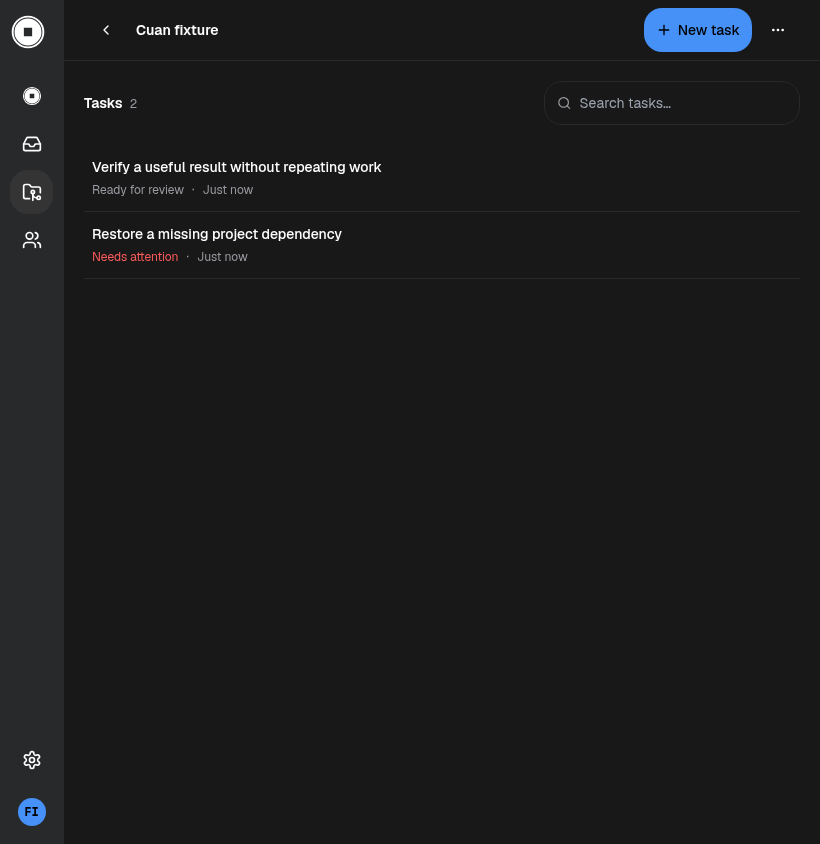 Cuan fixture
New task
Tasks 2
Search tasks...
Verify a useful result without repeating work
Ready for review · Just now
Restore a missing project dependency
Needs attention · Just now
FI